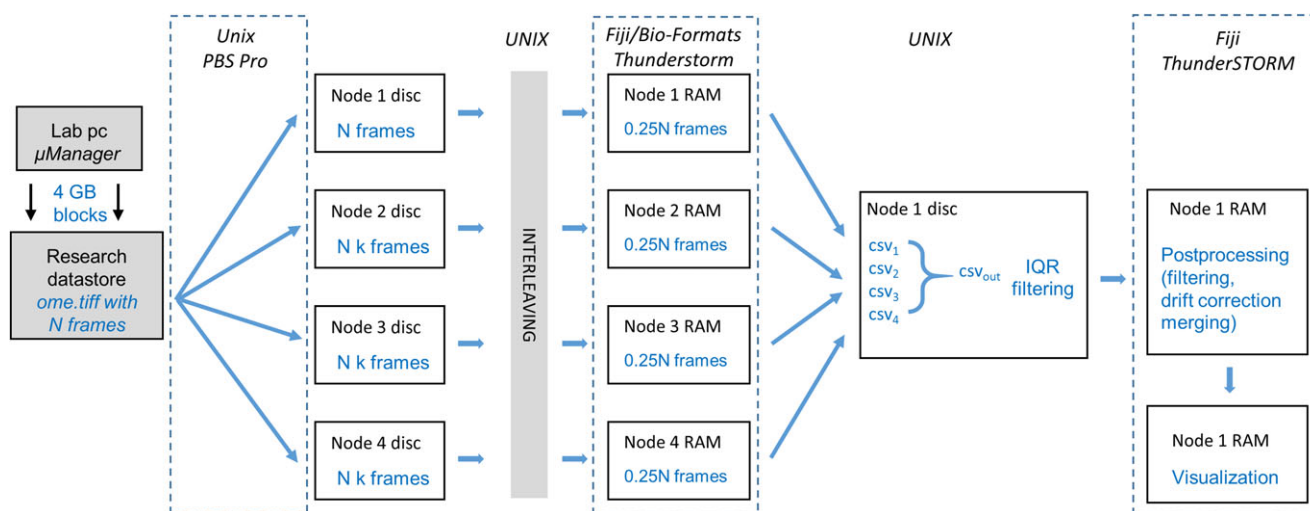 Unix
PBS Pro
UNIX
Fiji/Bio-Formats
Thunderstorm
UNIX
Fiji
ThunderSTORM
Lab pc
µManager
4 GB
blocks
Research
datastore
ome.tiff with
N frames
Node 1 disc
N frames
Node 2 disc
N k frames
Node 3 disc
N k frames
Node 4 disc
N k frames
INTERLEAVING
Node 1 RAM
0.25N frames
Node 2 RAM
0.25N frames
Node 3 RAM
0.25N frames
Node 4 RAM
0.25N frames
Node 1 disc
csv1
csv2
csv3
csv4
csvout
IQR
filtering
Node 1 RAM
Postprocessing
(filtering,
drift correction
merging)
Node 1 RAM
Visualization